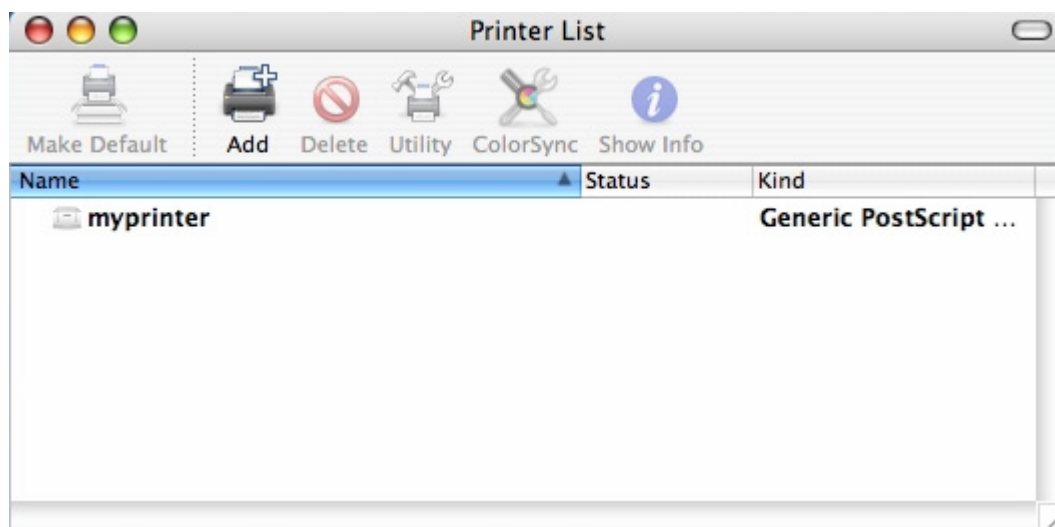 Printer List
Make Default Add Delete Utility ColorSync Show Info
Name Status Kind
myprinter Generic PostScript ...